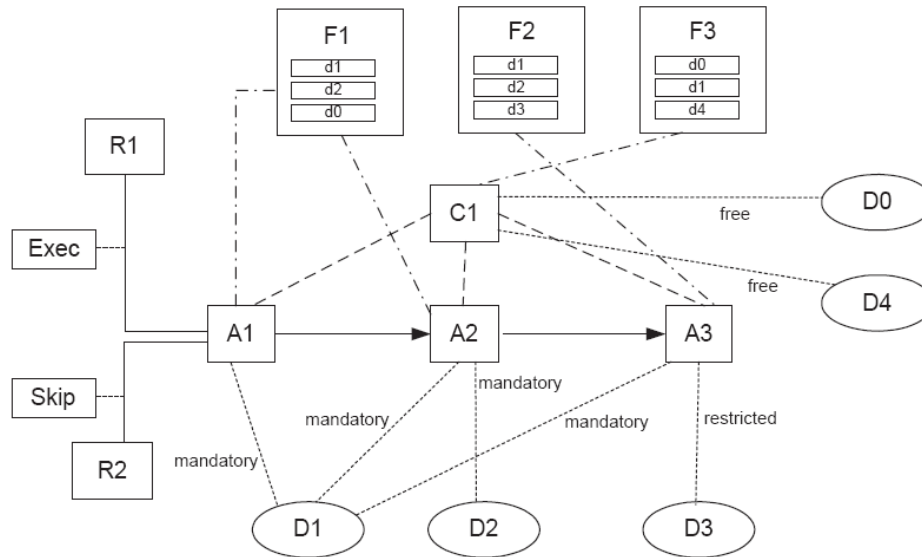 F1
d1
d2
d0
F2
d1
d2
d3
F3
d0
d1
d4
R1
C1
free
D0
Exec
free
D4
A1
A2
A3
Skip
mandatory
mandatory
mandatory
mandatory
restricted
R2
D1
D2
D3